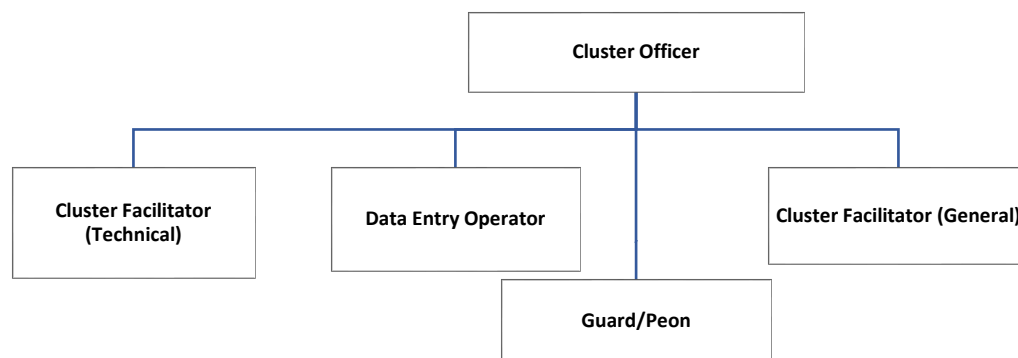 Cluster Officer
Cluster Facilitator
(Technical)
Data Entry Operator
Cluster Facilitator (General)
Guard/Peon